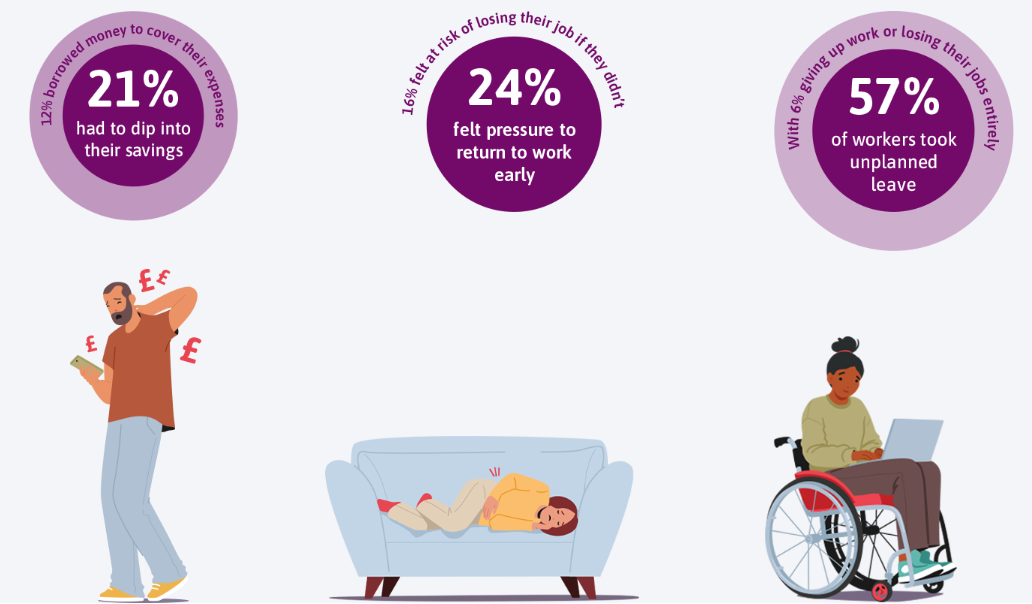 12% borrowed money to cover their expenses
21%
had to dip into
their savings
16% felt at risk of losing their job if they didn't
24%
felt pressure to
return to work
early
With 6% giving up work or losing their jobs entirely
57%
of workers took
unplanned
leave
£
£
£
£